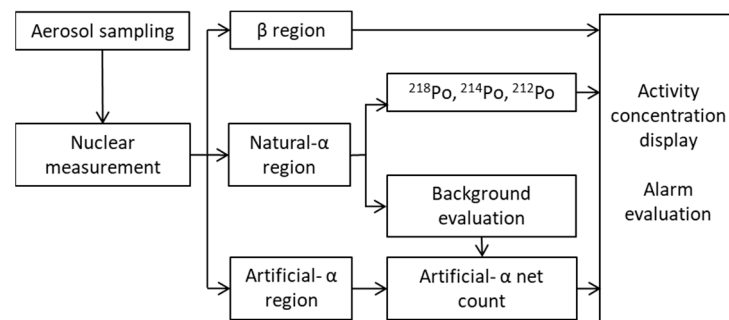 Aerosol sampling
β region
²¹⁸Po, ²¹⁴Po, ²¹²Po
Activity
concentration
display
Alarm
evaluation
Nuclear
measurement
Natural-α
region
Background
evaluation
Artificial- α
region
Artificial- α net
count